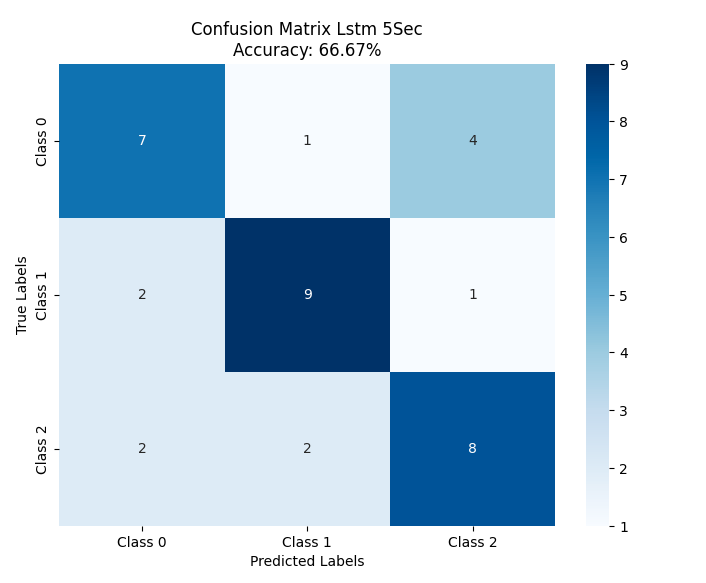 Confusion Matrix Lstm 5Sec
Accuracy: 66.67%
True Labels
Class 0
7 1 4
Class 1
2 9 1
Class 2
2 2 8
Class 0 Class 1 Class 2
Predicted Labels
9
8
7
6
5
4
3
2
1